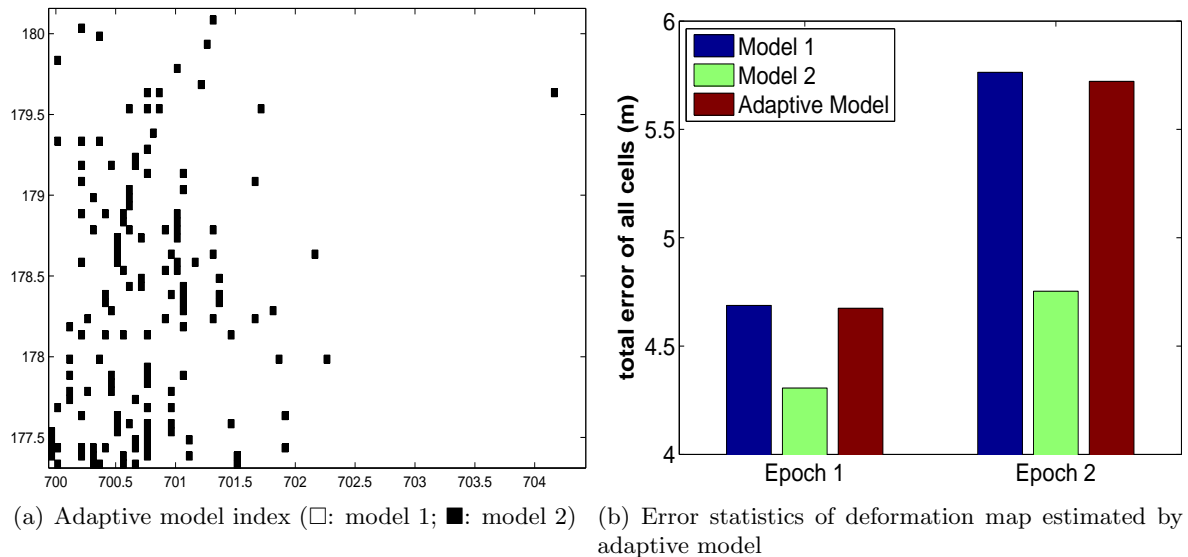 180
179.5
179
178.5
178
177.5
700 700.5 701 701.5 702 702.5 703 703.5 704
(a) Adaptive model index (□: model 1; ■: model 2)
6
5.5
5
4.5
4
total error of all cells (m)
Model 1
Model 2
Adaptive Model
Epoch 1 Epoch 2
(b) Error statistics of deformation map estimated by
adaptive model